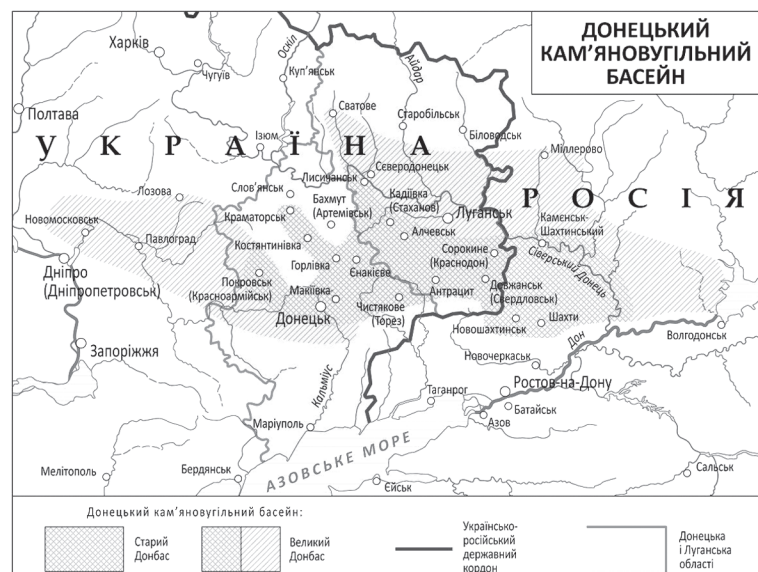 ДОНЕЦЬКИЙ
КАМ’ЯНОВУГІЛЬНИЙ
БАСЕЙН
Харків
Чугуїв
Оскіл
Куп’янськ
Айдар
Полтава
Сватове
Старобільськ
Біловодськ
Ізюм
УКРАЇНА
Міллерово
Сєверодонецьк
Лисичанськ
РОСІЯ
Лозова
Слов’янськ
Бахмут
(Артемівськ)
Кадіївка
(Стаханов)
Луганськ
Каменськ-
Шахтинський
Новомосковськ
Краматорськ
Павлоград
Костянтинівка
Алчевськ
Сорокине
(Краснодон)
Сіверський Донець
Дніпро
(Дніпропетровськ)
Горлівка
Єнакієве
Покровськ
(Красноармійськ)
Макіївка
Антрацит
Довжанськ
(Свердловськ)
Донецьк
Чистякове
(Торез)
Шахти
Новошахтинськ
Волгодонськ
Запоріжжя
Дон
Новочеркаськ
Кальміус
Таганрог
Ростов-на-Дону
Батайськ
Азов
Маріуполь
АЗОВСЬКЕ МОРЕ
Мелітополь
Бердянськ
Єйськ
Сальськ
Донецький кам’яновугільний басейн:
Старий
Донбас
Великий
Донбас
Українсько-
російський
державний
кордон
Донецька
і Луганська
області